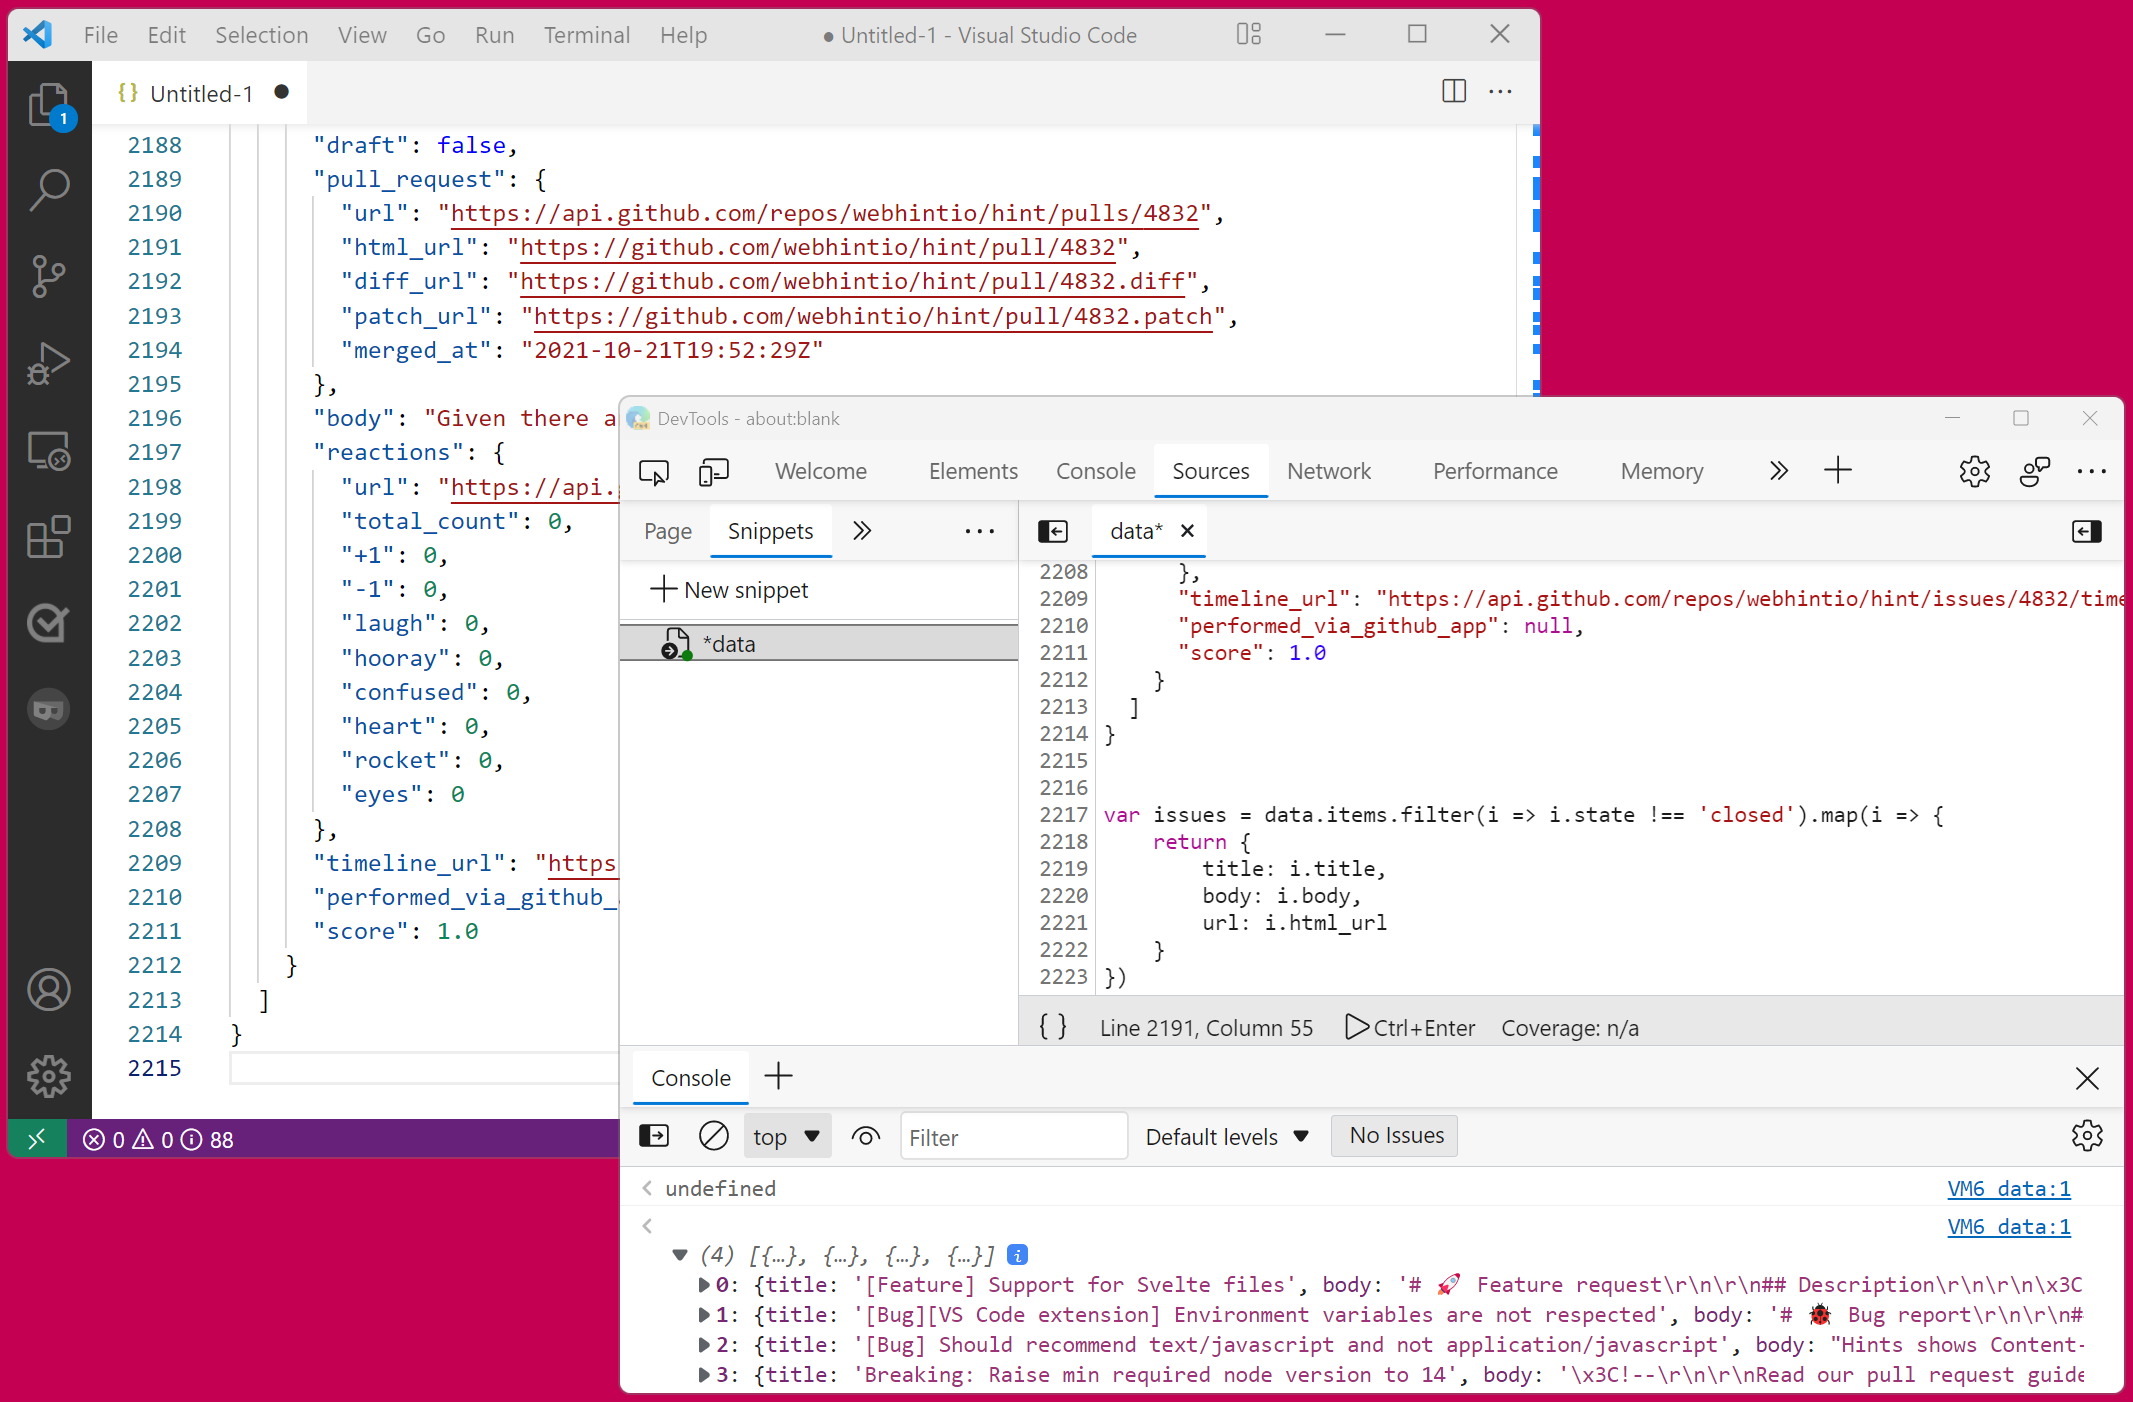 File Edit Selection View Go Run Terminal Help ● Untitled-1 - Visual Studio Code
{} Untitled-1 ●
1
2188 "draft": false,
2189 "pull_request": {
2190 "url": "https://api.github.com/repos/webhintio/hint/pulls/4832",
2191 "html_url": "https://github.com/webhintio/hint/pull/4832",
2192 "diff_url": "https://github.com/webhintio/hint/pull/4832.diff",
2193 "patch_url": "https://github.com/webhintio/hint/pull/4832.patch",
2194 "merged_at": "2021-10-21T19:52:29Z"
2195 },
2196 "body": "Given there a
2197 "reactions": {
2198 "url": "https://api.
2199 "total_count": 0,
2200 "+1": 0,
2201 "-1": 0,
2202 "laugh": 0,
2203 "hooray": 0,
2204 "confused": 0,
2205 "heart": 0,
2206 "rocket": 0,
2207 "eyes": 0
2208 },
2209 "timeline_url": "https
2210 "performed_via_github_
2211 "score": 1.0
2212 }
2213 ]
2214 }
2215
0 0 88
DevTools - about:blank
Welcome Elements Console Sources Network Performance Memory
Page Snippets
data*
New snippet
*data
2208 },
2209 "timeline_url": "https://api.github.com/repos/webhintio/hint/issues/4832/time
2210 "performed_via_github_app": null,
2211 "score": 1.0
2212 }
2213 ]
2214 }
2215
2216
2217 var issues = data.items.filter(i => i.state !== 'closed').map(i => {
2218 return {
2219 title: i.title,
2220 body: i.body,
2221 url: i.html_url
2222 }
2223 })
{ } Line 2191, Column 55 Ctrl+Enter Coverage: n/a
Console
top Filter Default levels No Issues
undefined VM6 data:1
VM6 data:1
(4) [{…}, {…}, {…}, {…}] i
0: {title: '[Feature] Support for Svelte files', body: '# 🚀 Feature request\r\n\r\n## Description\r\n\r\n\x3C
1: {title: '[Bug][VS Code extension] Environment variables are not respected', body: '# 🐞 Bug report\r\n\r\n#
2: {title: '[Bug] Should recommend text/javascript and not application/javascript', body: "Hints shows Content-
3: {title: 'Breaking: Raise min required node version to 14', body: '\x3C!--\r\n\r\nRead our pull request guide